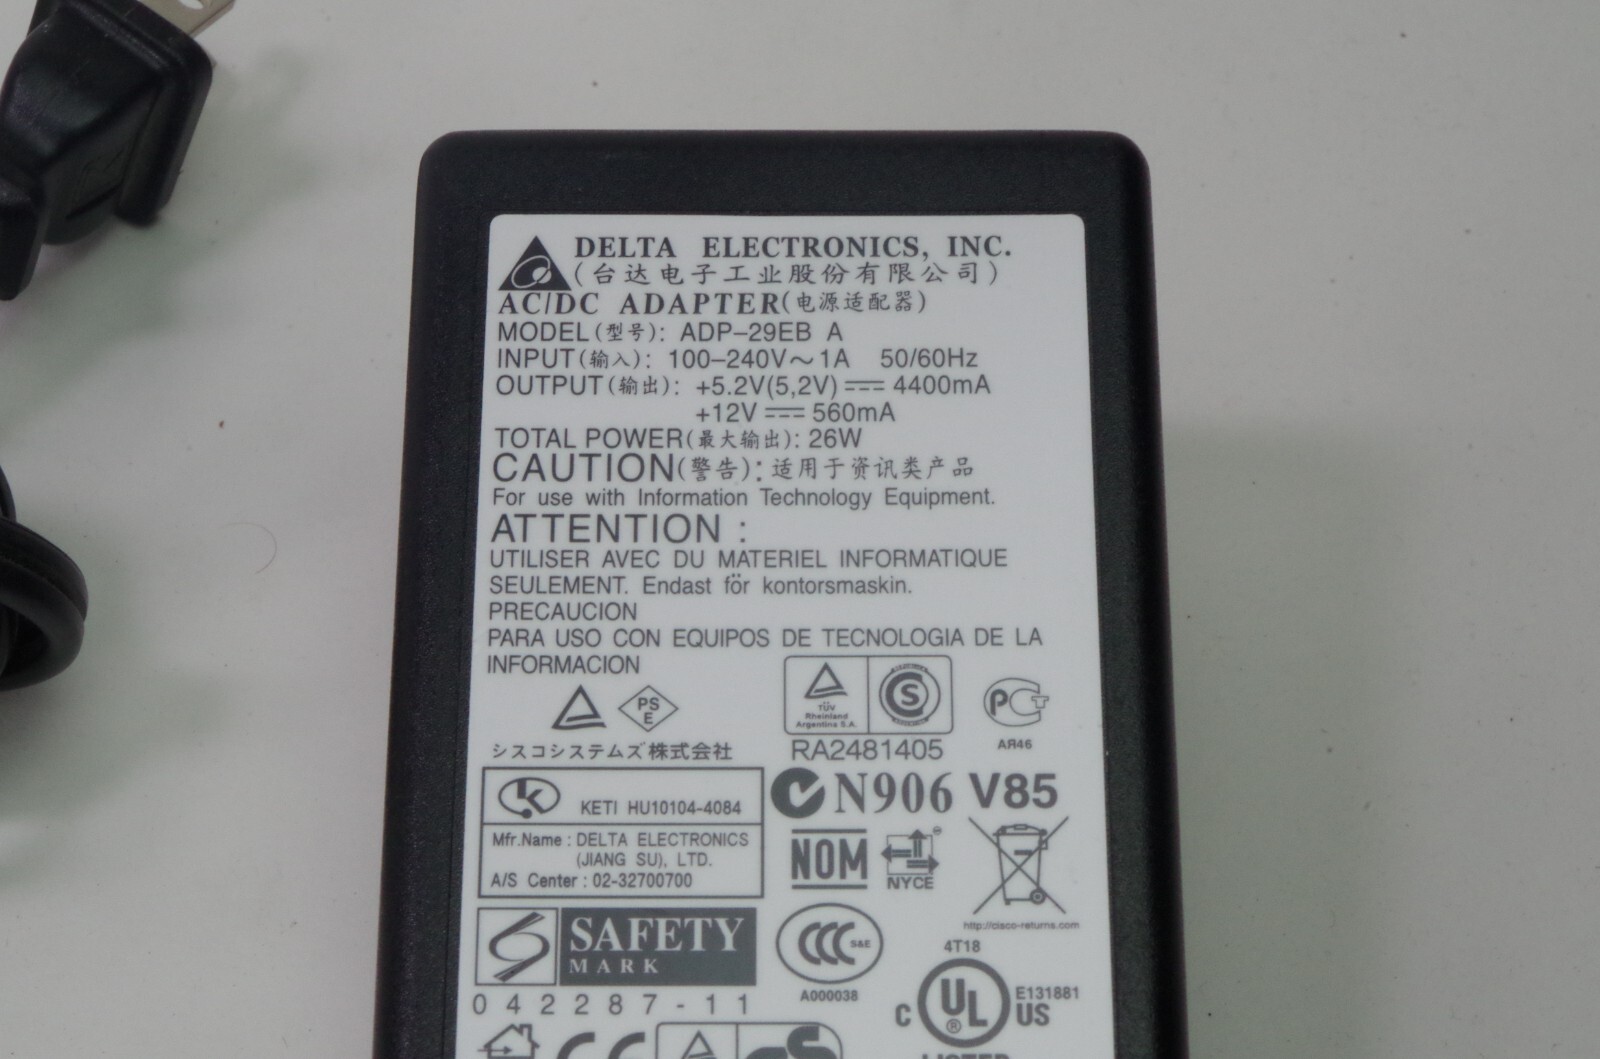 DELTA ELECTRONICS, INC.
(台达电子工业股份有限公司)
AC/DC ADAPTER(电源适配器)
MODEL(型号): ADP-29EB A
INPUT(输入): 100-240V～1A 50/60Hz
OUTPUT(输出): +5.2V(5,2V) ⎓ 4400mA
+12V ⎓ 560mA
TOTAL POWER(最大输出): 26W
CAUTION(警告): 适用于资讯类产品
For use with Information Technology Equipment.
ATTENTION :
UTILISER AVEC DU MATERIEL INFORMATIQUE
SEULEMENT. Endast för kontorsmaskin.
PRECAUCION
PARA USO CON EQUIPOS DE TECNOLOGIA DE LA
INFORMACION
PS
E
TÜV
Rheinland
Argentina S.A.
S
PCT
シスコシステムズ株式会社
RA2481405
AЯ46
K
KETI HU10104-4084
N906
V85
Mfr.Name : DELTA ELECTRONICS
(JIANG SU), LTD.
A/S Center : 02-32700700
NOM
NYCE
http://cisco-returns.com
SAFETY
MARK
CCC S&E
4T18
A000038
042287-11
C UL ® US
E131881
CE
GS
LISTED